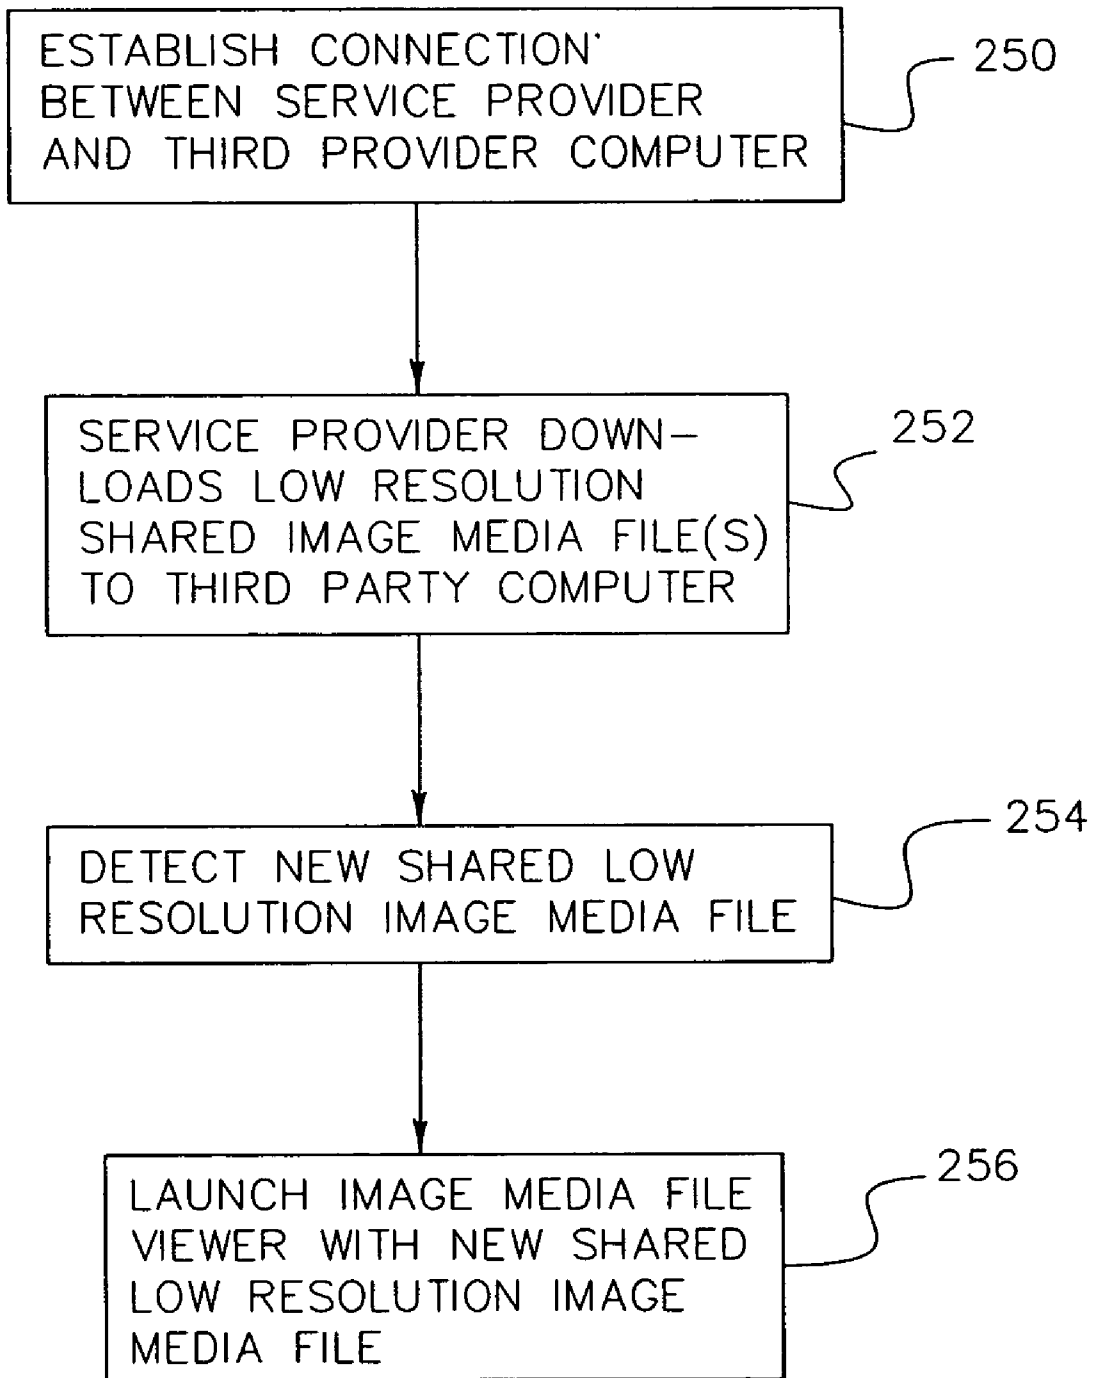 ESTABLISH CONNECTION
BETWEEN SERVICE PROVIDER
AND THIRD PROVIDER COMPUTER
250
SERVICE PROVIDER DOWN-
LOADS LOW RESOLUTION
SHARED IMAGE MEDIA FILE(S)
TO THIRD PARTY COMPUTER
252
DETECT NEW SHARED LOW
RESOLUTION IMAGE MEDIA FILE
254
LAUNCH IMAGE MEDIA FILE
VIEWER WITH NEW SHARED
LOW RESOLUTION IMAGE
MEDIA FILE
256